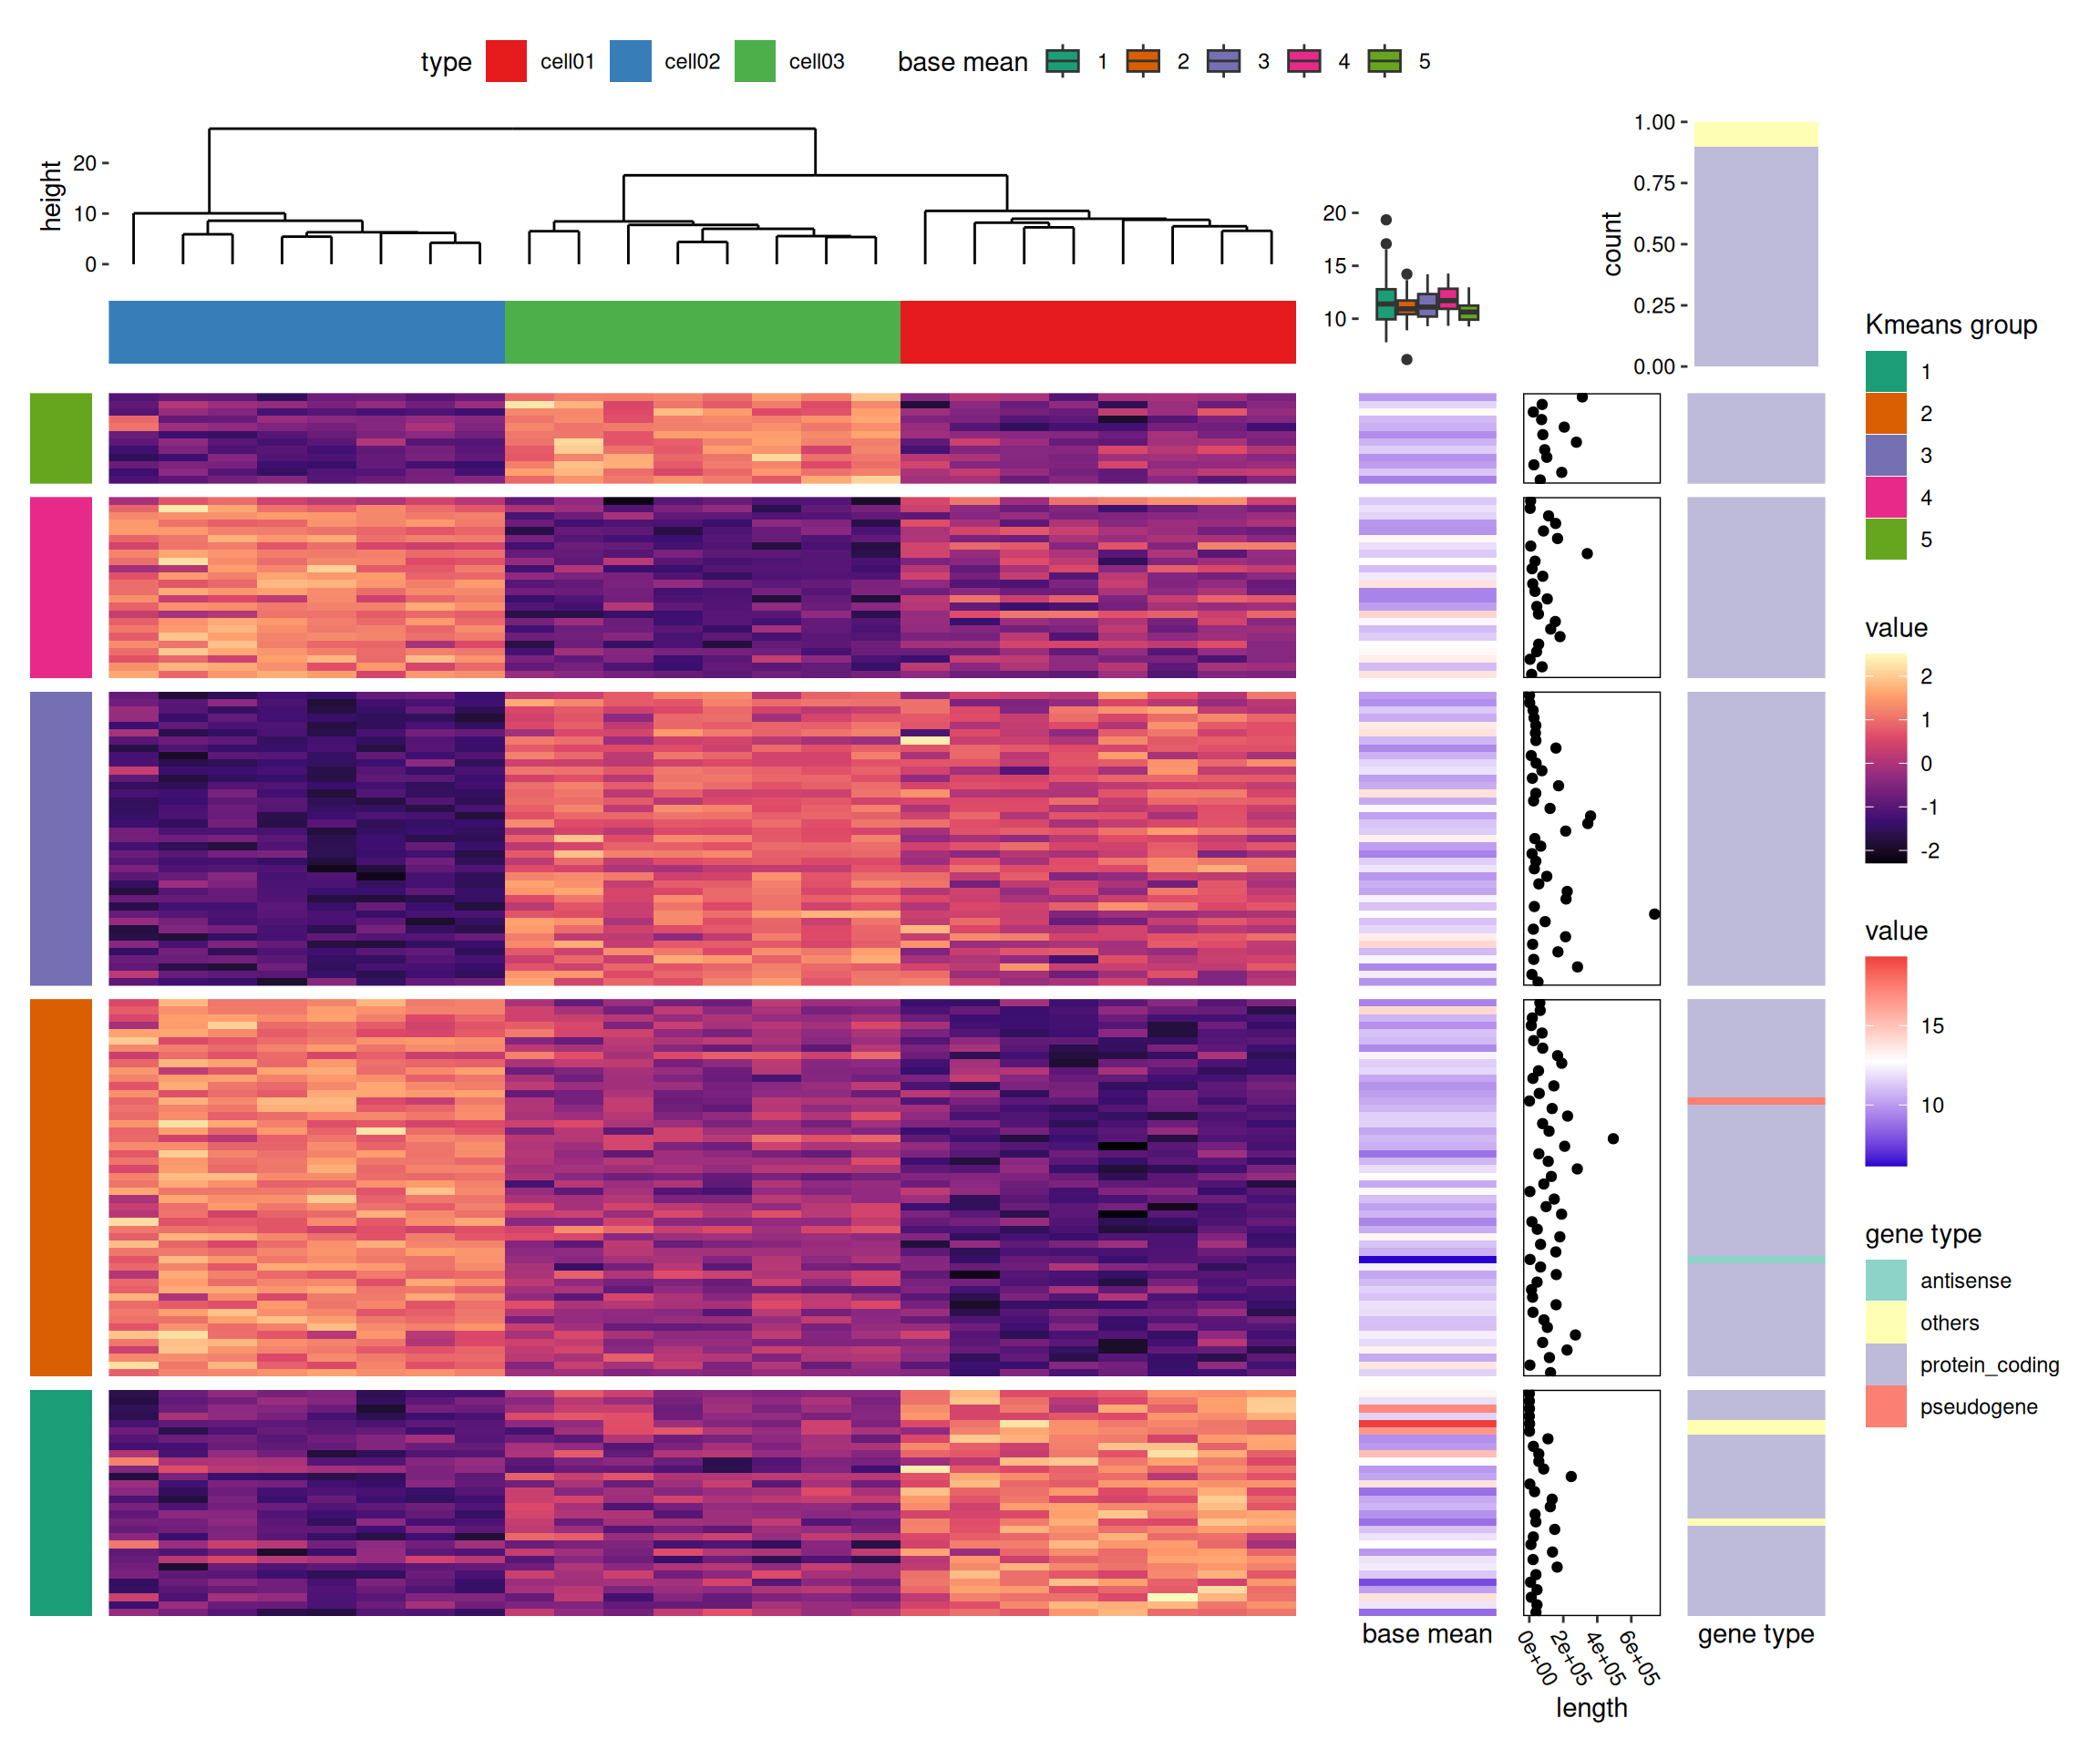 type cell01 cell02 cell03 base mean 1 2 3 4 5
height
20
10
0
20
15
10
count
1.00
0.75
0.50
0.25
0.00
Kmeans group
1
2
3
4
5
value
2
1
0
-1
-2
value
15
10
gene type
antisense
others
protein_coding
pseudogene
base mean
0e+00 2e+05 4e+05 6e+05
length
gene type